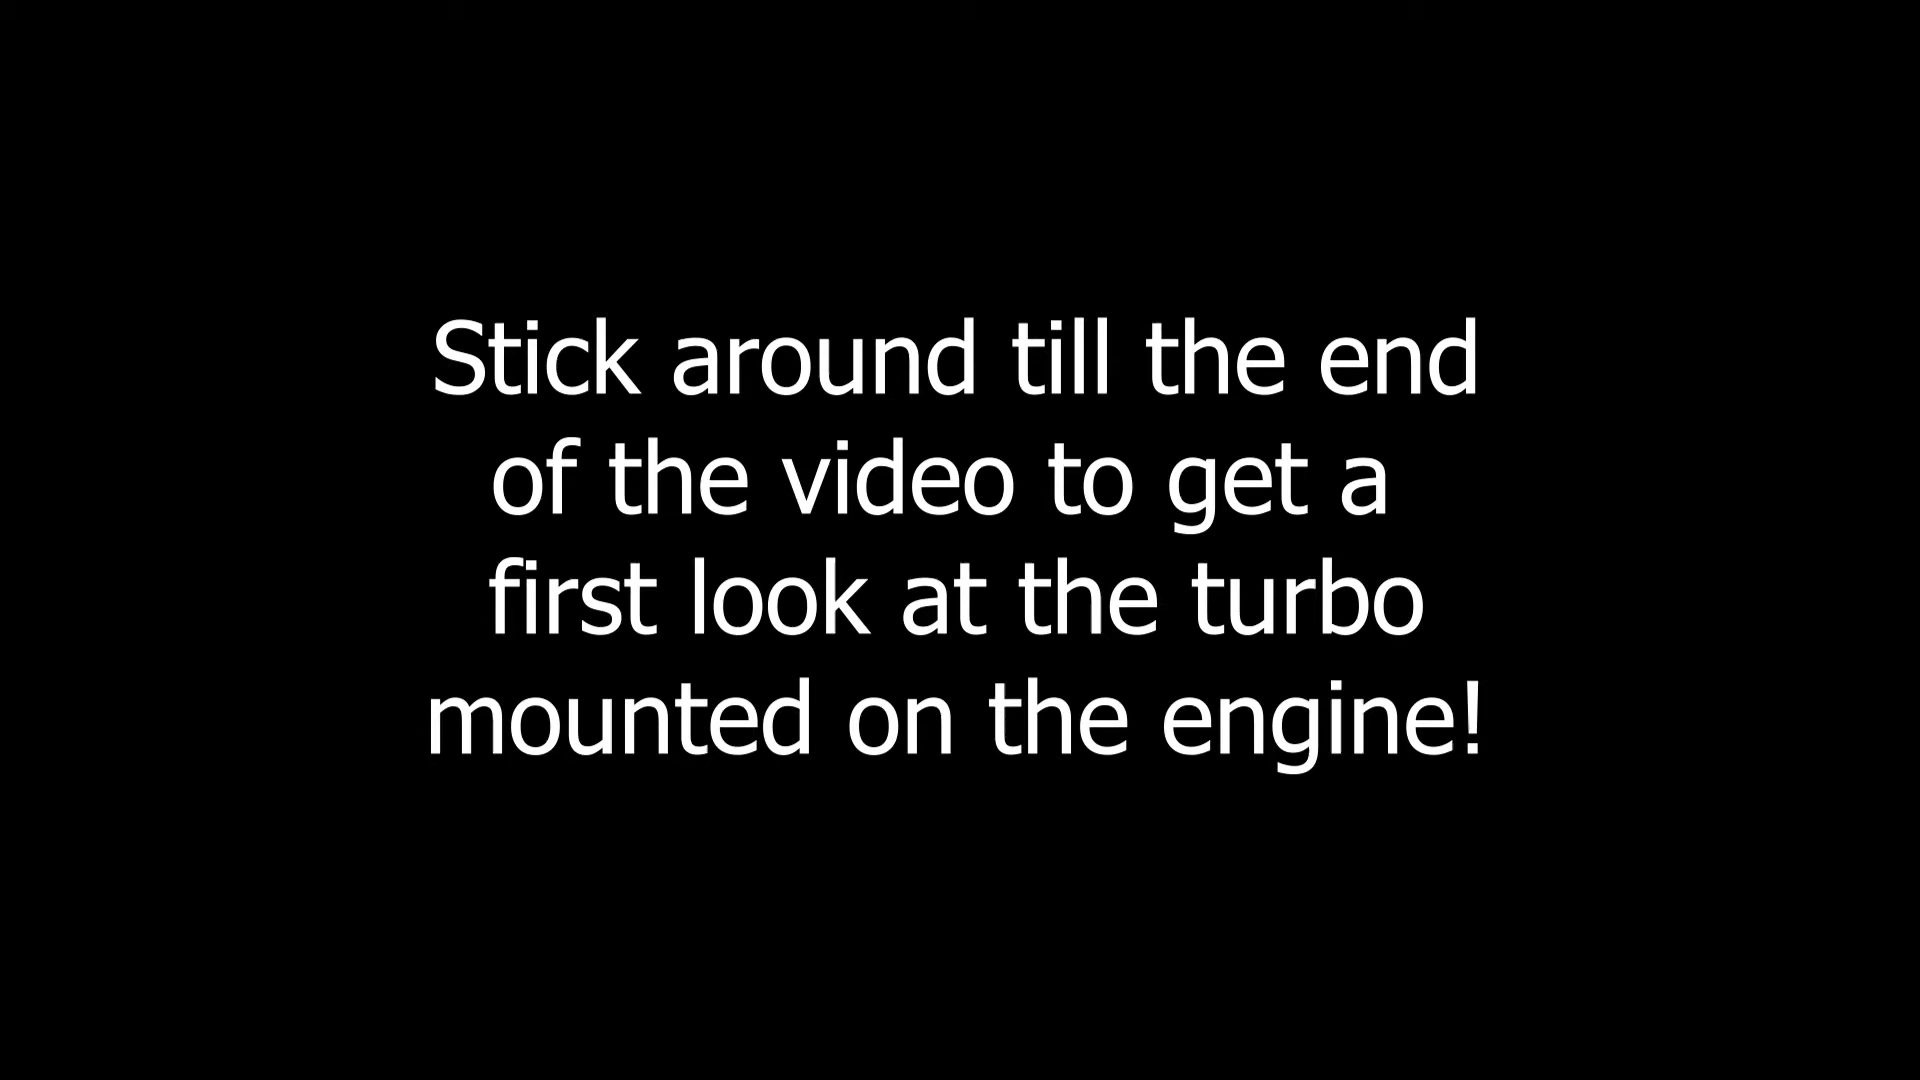 Stick around till the end
of the video to get a
first look at the turbo
mounted on the engine!